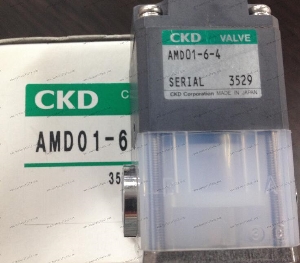 CKD VALVE
AMD01-6-4
SERIAL 3529
CKD Corporation MADE IN JAPAN
CKD
AMD01-6
35